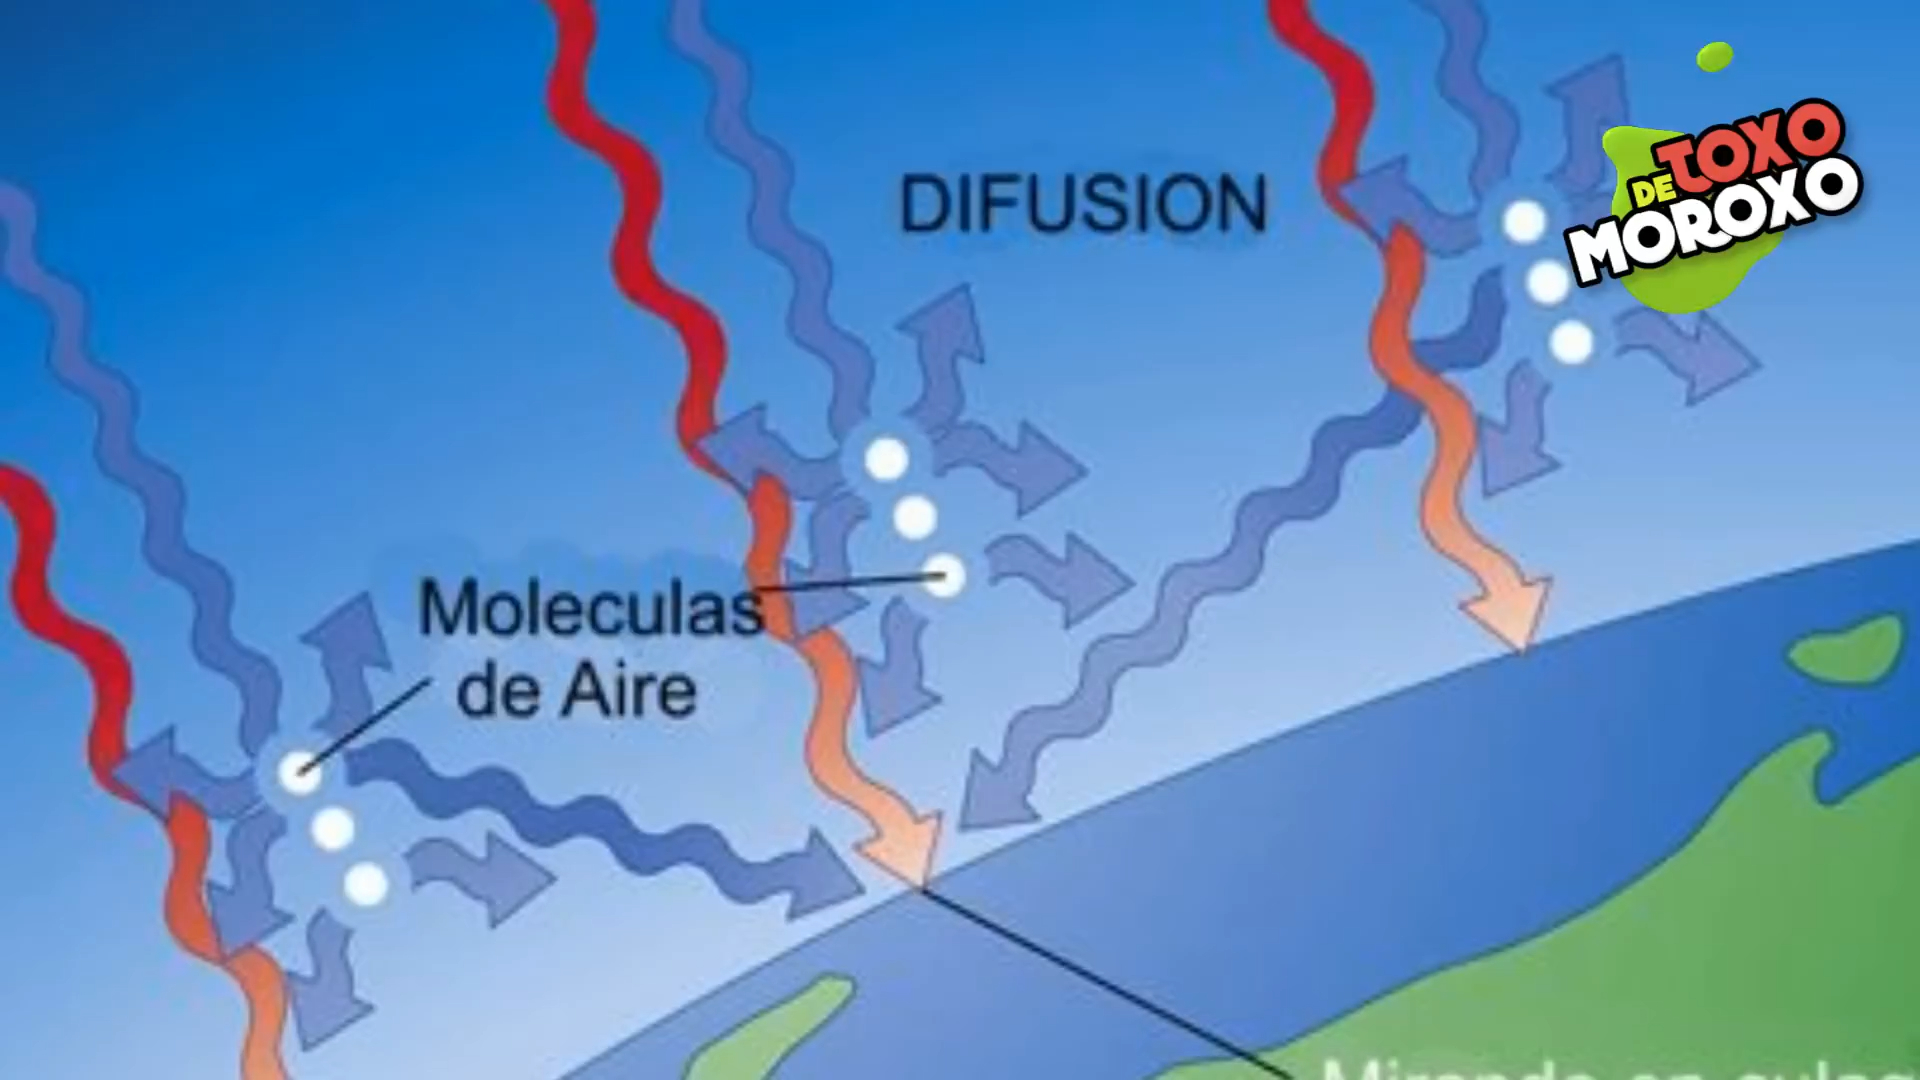 DIFUSION
DE TOXO
MOROXO
Moleculas
de Aire